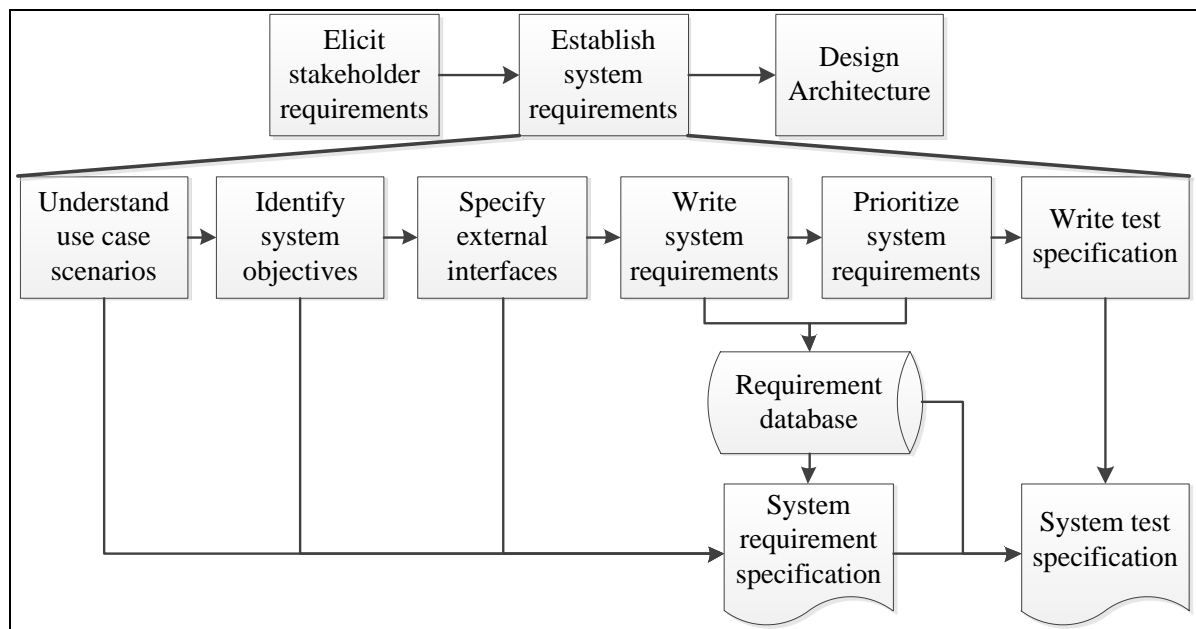 Elicit
stakeholder
requirements
Establish
system
requirements
Design
Architecture
Understand
use case
scenarios
Identify
system
objectives
Specify
external
interfaces
Write
system
requirements
Prioritize
system
requirements
Write test
specification
Requirement
database
System
requirement
specification
System test
specification